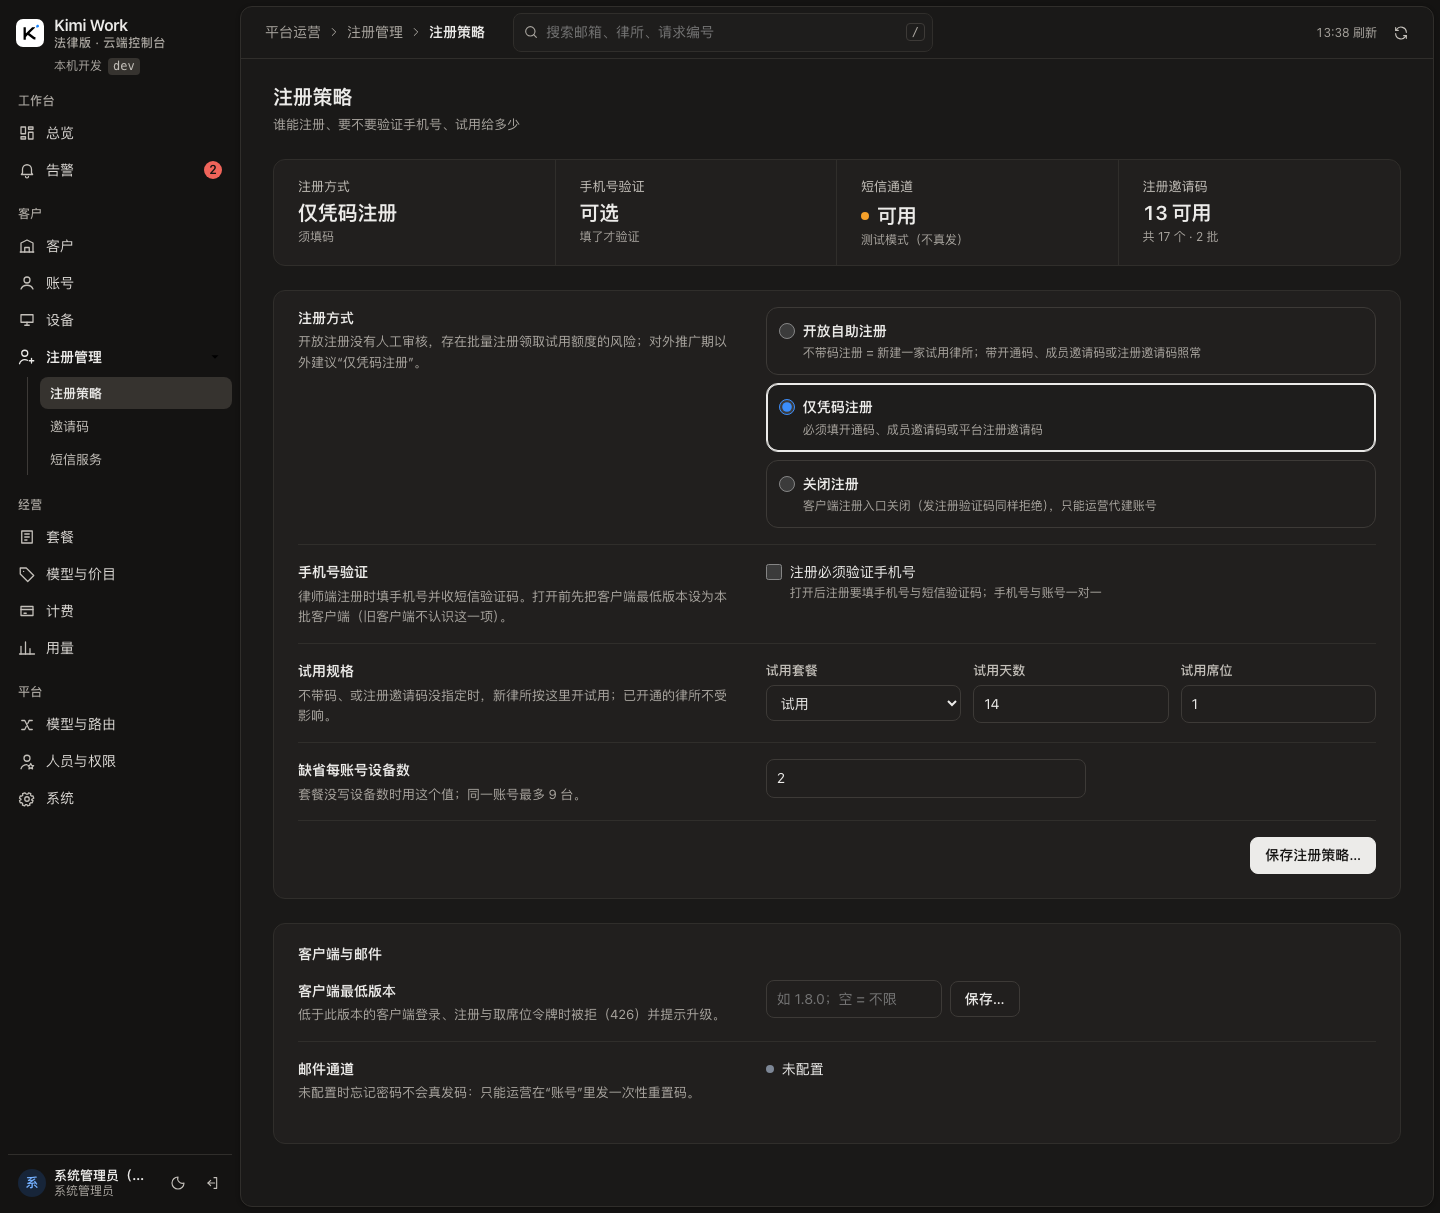 Kimi Work
法律版 · 云端控制台
本机开发 dev
工作台
总览
告警 2
客户
客户
账号
设备
注册管理
注册策略
邀请码
短信服务
经营
套餐
模型与价目
计费
用量
平台
模型与路由
人员与权限
系统
系 系统管理员（...
系统管理员
平台运营 > 注册管理 > 注册策略
搜索邮箱、律所、请求编号 /
13:38 刷新
注册策略
谁能注册、要不要验证手机号、试用给多少
注册方式
仅凭码注册
须填码
手机号验证
可选
填了才验证
短信通道
可用
测试模式（不真发）
注册邀请码
13 可用
共 17 个 · 2 批
注册方式
开放注册没有人工审核，存在批量注册领取试用额度的风险；对外推广期以
外建议“仅凭码注册”。
开放自助注册
不带码注册 = 新建一家试用律所；带开通码、成员邀请码或注册邀请码照常
仅凭码注册
必须填开通码、成员邀请码或平台注册邀请码
关闭注册
客户端注册入口关闭（发注册验证码同样拒绝），只能运营代建账号
手机号验证
律师端注册时填手机号并收短信验证码。打开前先把客户端最低版本设为本
批客户端（旧客户端不认识这一项）。
注册必须验证手机号
打开后注册要填手机号与短信验证码；手机号与账号一对一
试用规格
不带码、或注册邀请码没指定时，新律所按这里开试用；已开通的律所不受
影响。
试用套餐
试用
试用天数
14
试用席位
1
缺省每账号设备数
套餐没写设备数时用这个值；同一账号最多 9 台。
2
保存注册策略...
客户端与邮件
客户端最低版本
低于此版本的客户端登录、注册与取席位令牌时被拒（426）并提示升级。
如 1.8.0；空 = 不限
保存...
邮件通道
未配置时忘记密码不会真发码：只能运营在“账号”里发一次性重置码。
未配置